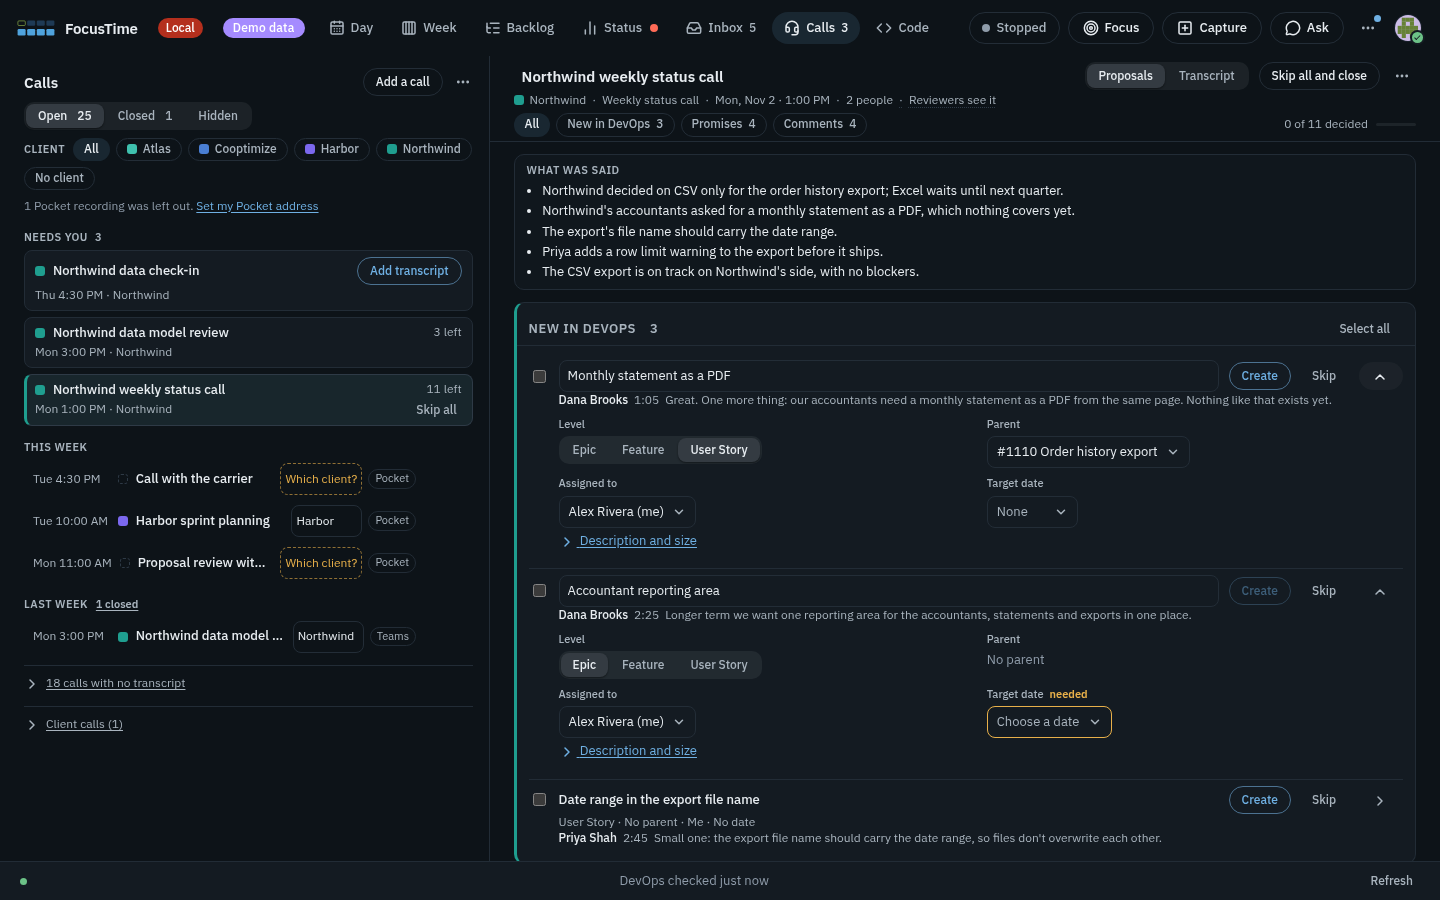 FocusTime Local Demo data Day Week Backlog Status Inbox 5 Calls 3 Code Stopped Focus Capture Ask
Calls Add a call
Open 25 Closed 1 Hidden
CLIENT All Atlas Cooptimize Harbor Northwind
No client
1 Pocket recording was left out. Set my Pocket address
NEEDS YOU 3
Northwind data check-in Add transcript
Thu 4:30 PM · Northwind
Northwind data model review 3 left
Mon 3:00 PM · Northwind
Northwind weekly status call 11 left
Mon 1:00 PM · Northwind Skip all
THIS WEEK
Tue 4:30 PM Call with the carrier Which client? Pocket
Tue 10:00 AM Harbor sprint planning Harbor Pocket
Mon 11:00 AM Proposal review wit... Which client? Pocket
LAST WEEK 1 closed
Mon 3:00 PM Northwind data model ... Northwind Teams
18 calls with no transcript
Client calls (1)
Northwind weekly status call Proposals Transcript Skip all and close
Northwind · Weekly status call · Mon, Nov 2 · 1:00 PM · 2 people · Reviewers see it
All New in DevOps 3 Promises 4 Comments 4 0 of 11 decided
WHAT WAS SAID
• Northwind decided on CSV only for the order history export; Excel waits until next quarter.
• Northwind's accountants asked for a monthly statement as a PDF, which nothing covers yet.
• The export's file name should carry the date range.
• Priya adds a row limit warning to the export before it ships.
• The CSV export is on track on Northwind's side, with no blockers.
NEW IN DEVOPS 3 Select all
Monthly statement as a PDF Create Skip
Dana Brooks 1:05 Great. One more thing: our accountants need a monthly statement as a PDF from the same page. Nothing like that exists yet.
Level Parent
Epic Feature User Story #1110 Order history export
Assigned to Target date
Alex Rivera (me) None
Description and size
Accountant reporting area Create Skip
Dana Brooks 2:25 Longer term we want one reporting area for the accountants, statements and exports in one place.
Level Parent
Epic Feature User Story No parent
Assigned to Target date needed
Alex Rivera (me) Choose a date
Description and size
Date range in the export file name Create Skip
User Story · No parent · Me · No date
Priya Shah 2:45 Small one: the export file name should carry the date range, so files don't overwrite each other.
DevOps checked just now Refresh